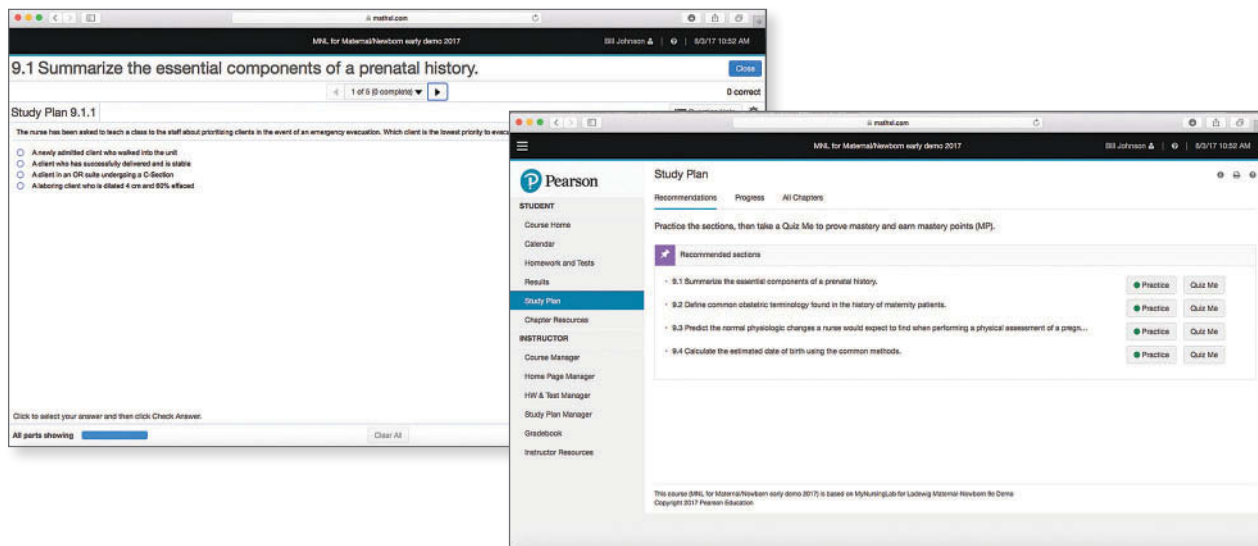 mathxl.com
MNL for Maternal/Newborn early demo 2017
Bill Johnson
8/3/17 10:52 AM
9.1 Summarize the essential components of a prenatal history.
Close
1 of 5 (0 complete)
0 correct
Study Plan 9.1.1
The nurse has been asked to teach a class to the staff about prioritizing clients in the event of an emergency evacuation. Which client is the lowest priority to
A newly admitted client who walked into the unit
A client who has successfully delivered and is stable
A client in an OR suite undergoing a C-Section
A laboring client who is dilated 4 cm and 80% effaced
Click to select your answer and then click Check Answer.
All parts showing
Clear All
mathxl.com
MNL for Maternal/Newborn early demo 2017
Bill Johnson
8/3/17 10:52 AM
Pearson
STUDENT
Course Home
Calendar
Homework and Tests
Results
Study Plan
Chapter Resources
INSTRUCTOR
Course Manager
Home Page Manager
HW & Test Manager
Study Plan Manager
Gradebook
Instructor Resources
Study Plan
Recommendations Progress All Chapters
Practice the sections, then take a Quiz Me to prove mastery and earn mastery points (MP).
Recommended sections
9.1 Summarize the essential components of a prenatal history. Practice Quiz Me
9.2 Define common obstetric terminology found in the history of maternity patients. Practice Quiz Me
9.3 Predict the normal physiologic changes a nurse would expect to find when performing a physical assessment of a pregn... Practice Quiz Me
9.4 Calculate the estimated date of birth using the common methods. Practice Quiz Me
This course (MNL for Maternal/Newborn early demo 2017) is based on MyNursingLab for Ladewig Maternal-Newborn 9e Demo
Copyright 2017 Pearson Education